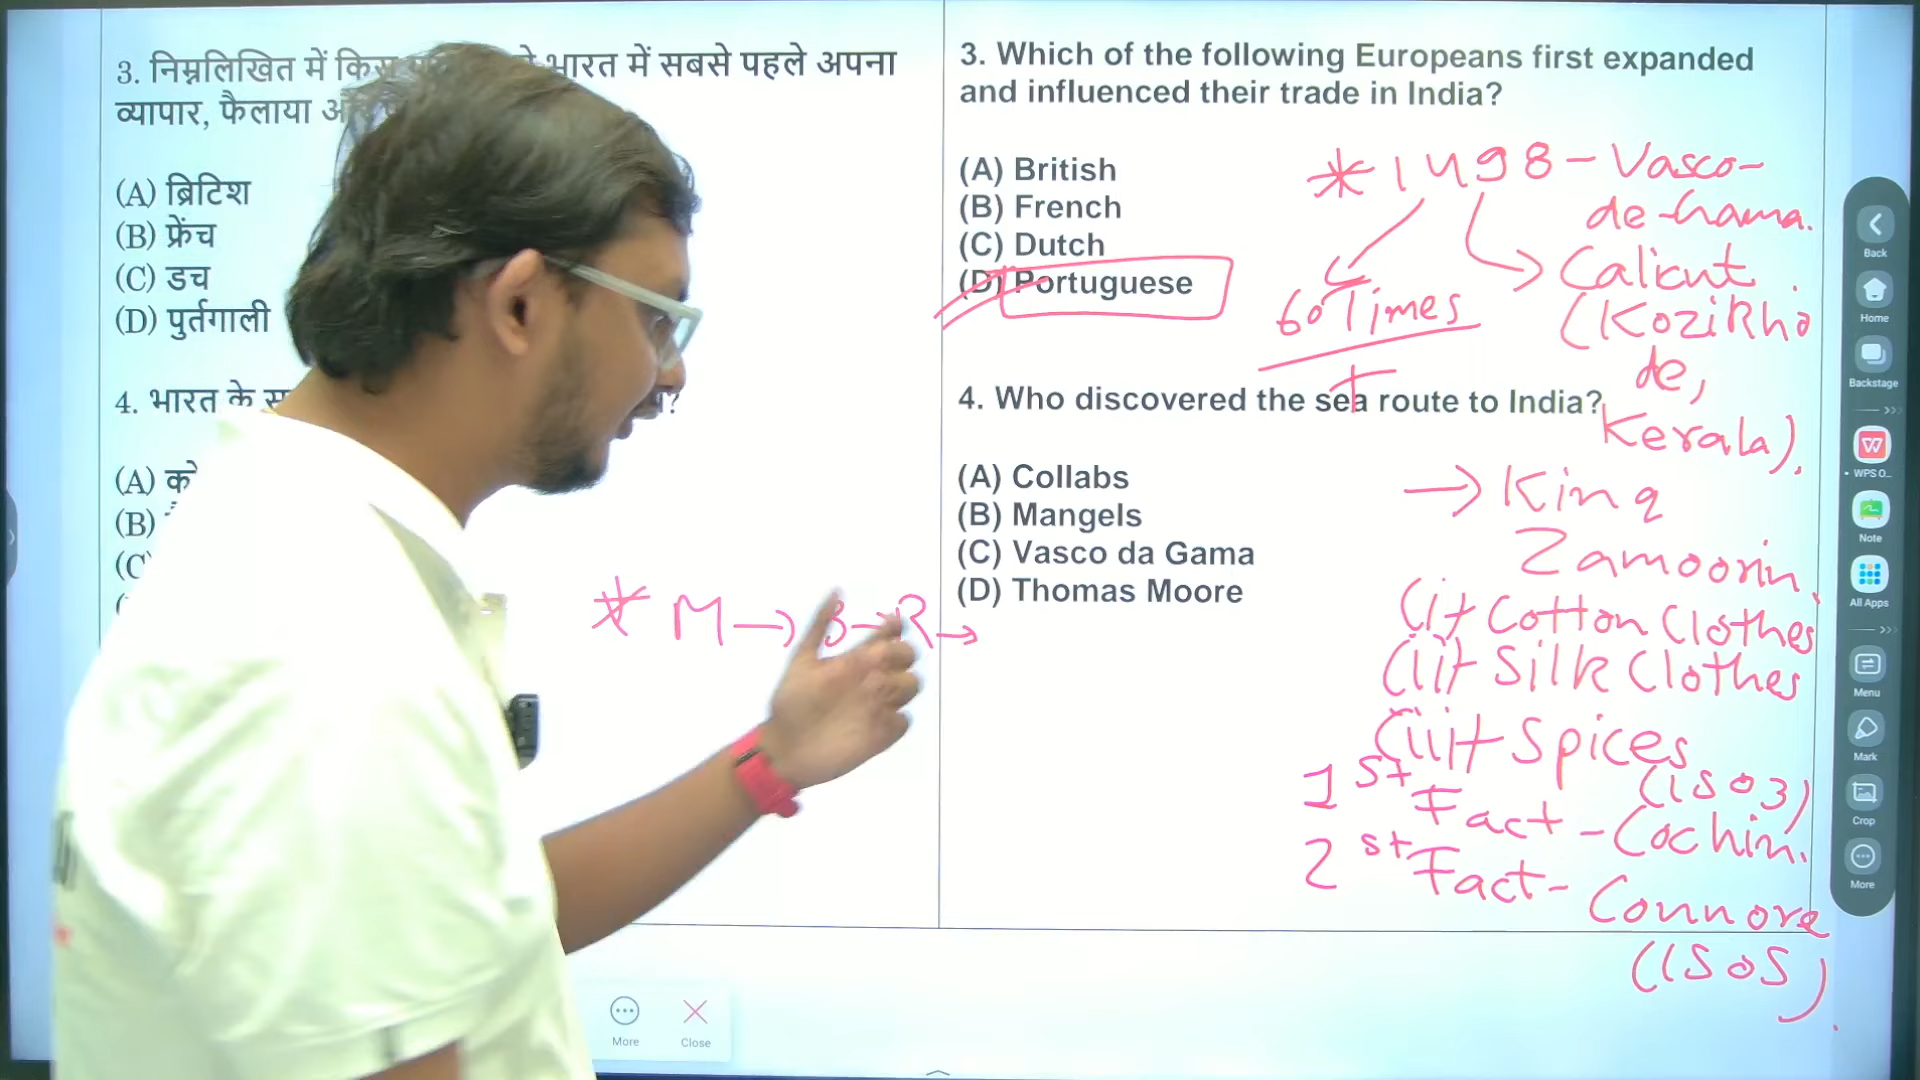 3. निम्नलिखित में किस भारत में सबसे पहले अपना
व्यापार, फैलाया
(A) ब्रिटिश
(B) फ्रेंच
(C) डच
(D) पुर्तगाली
4. भारत के
(A)
(B)
(C)
3. Which of the following Europeans first expanded
and influenced their trade in India?
(A) British
(B) French
(C) Dutch
(D) Portuguese
4. Who discovered the sea route to India?
(A) Collabs
(B) Mangels
(C) Vasco da Gama
(D) Thomas Moore
* 1498 - Vasco-
de-Gama.
60 Times
Calicut
(Kozikho
de,
Kerala).
→ King
Zamoorin
(i) Cotton Clothes
(ii) Silk Clothes
(iii) Spices
1st Fact - Cochin.
(1503)
2st Fact - Connore
(1505).
* M → B → R →
Back
Home
Backstage
WPS O...
Note
All Apps
Menu
Mark
Crop
More
More
Close